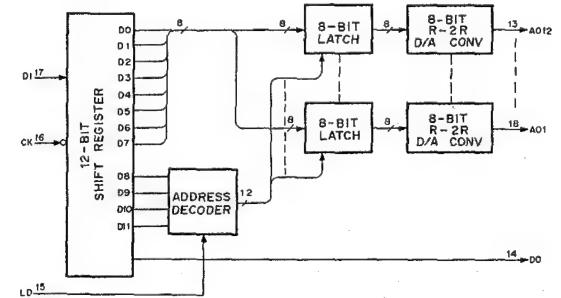 12-BIT
SHIFT REGISTER
DI 17
CK 16
LD 15
D0
D1
D2
D3
D4
D5
D6
D7
D8
D9
D10
D11
8
8
8-BIT
LATCH
8
8-BIT
R-2R
D/A CONV
13
AO12
8
8-BIT
LATCH
8
8-BIT
R-2R
D/A CONV
18
AO1
ADDRESS
DECODER
12
14
DO